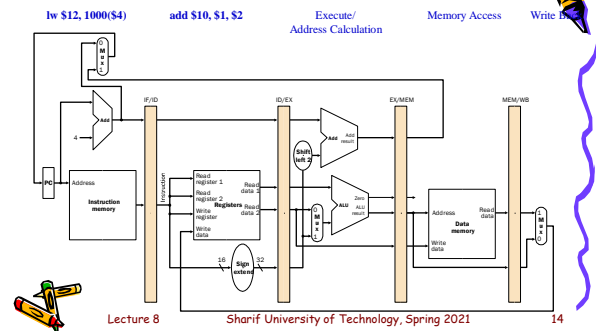 lw $12, 1000($4) add $10, $1, $2 Execute/ Memory Access Write
Address Calculation
0
M
u
x
1
IF/ID ID/EX EX/MEM MEM/WB
Add
4
Add
Add
result
Shift
left 2
PC
Address
Instruction
memory
Instruction
Read
register 1
Read
register 2
Write
register
Write
data
Registers
Read
data 1
Read
data 2
0
M
u
x
1
Zero
ALU
ALU
result
Address
Write
data
Data
memory
Read
data
1
M
u
x
0
16 Sign
extend 32
Lecture 8 Sharif University of Technology, Spring 2021 14